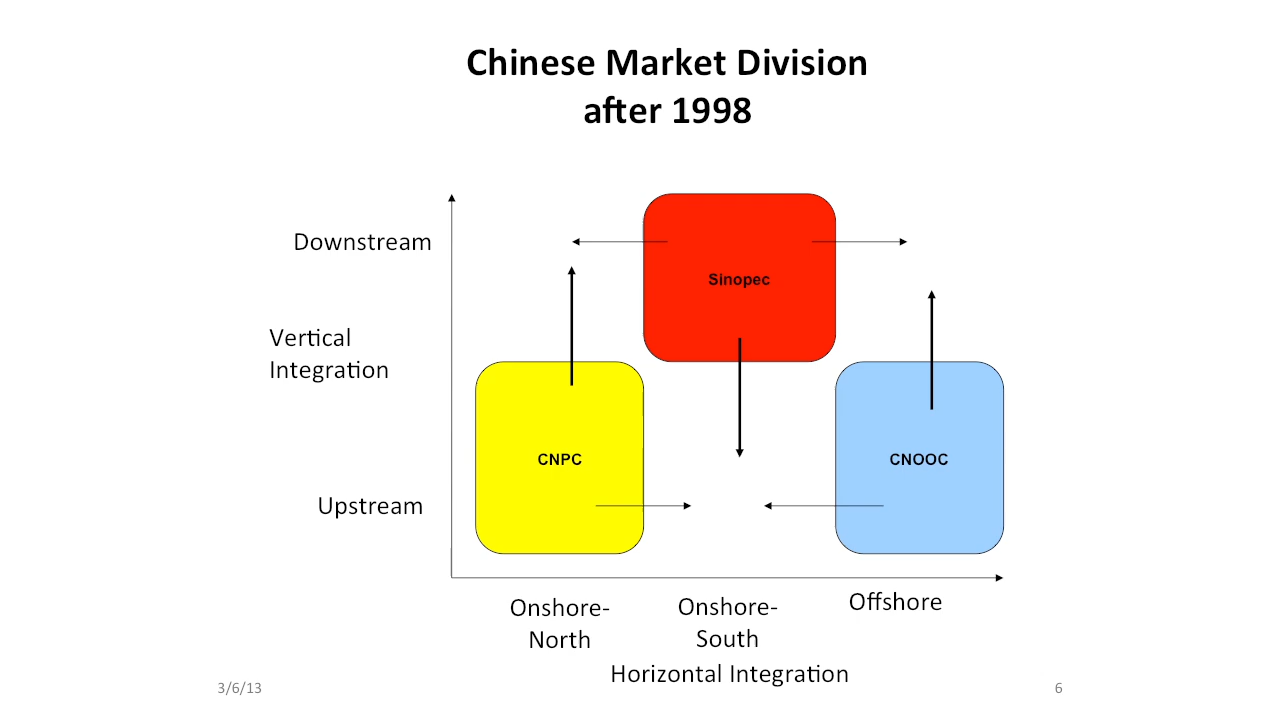 Chinese Market Division
after 1998
Downstream
Sinopec
Vertical
Integration
CNPC
CNOOC
Upstream
Onshore-
North
Onshore-
South
Offshore
Horizontal Integration
3/6/13
6